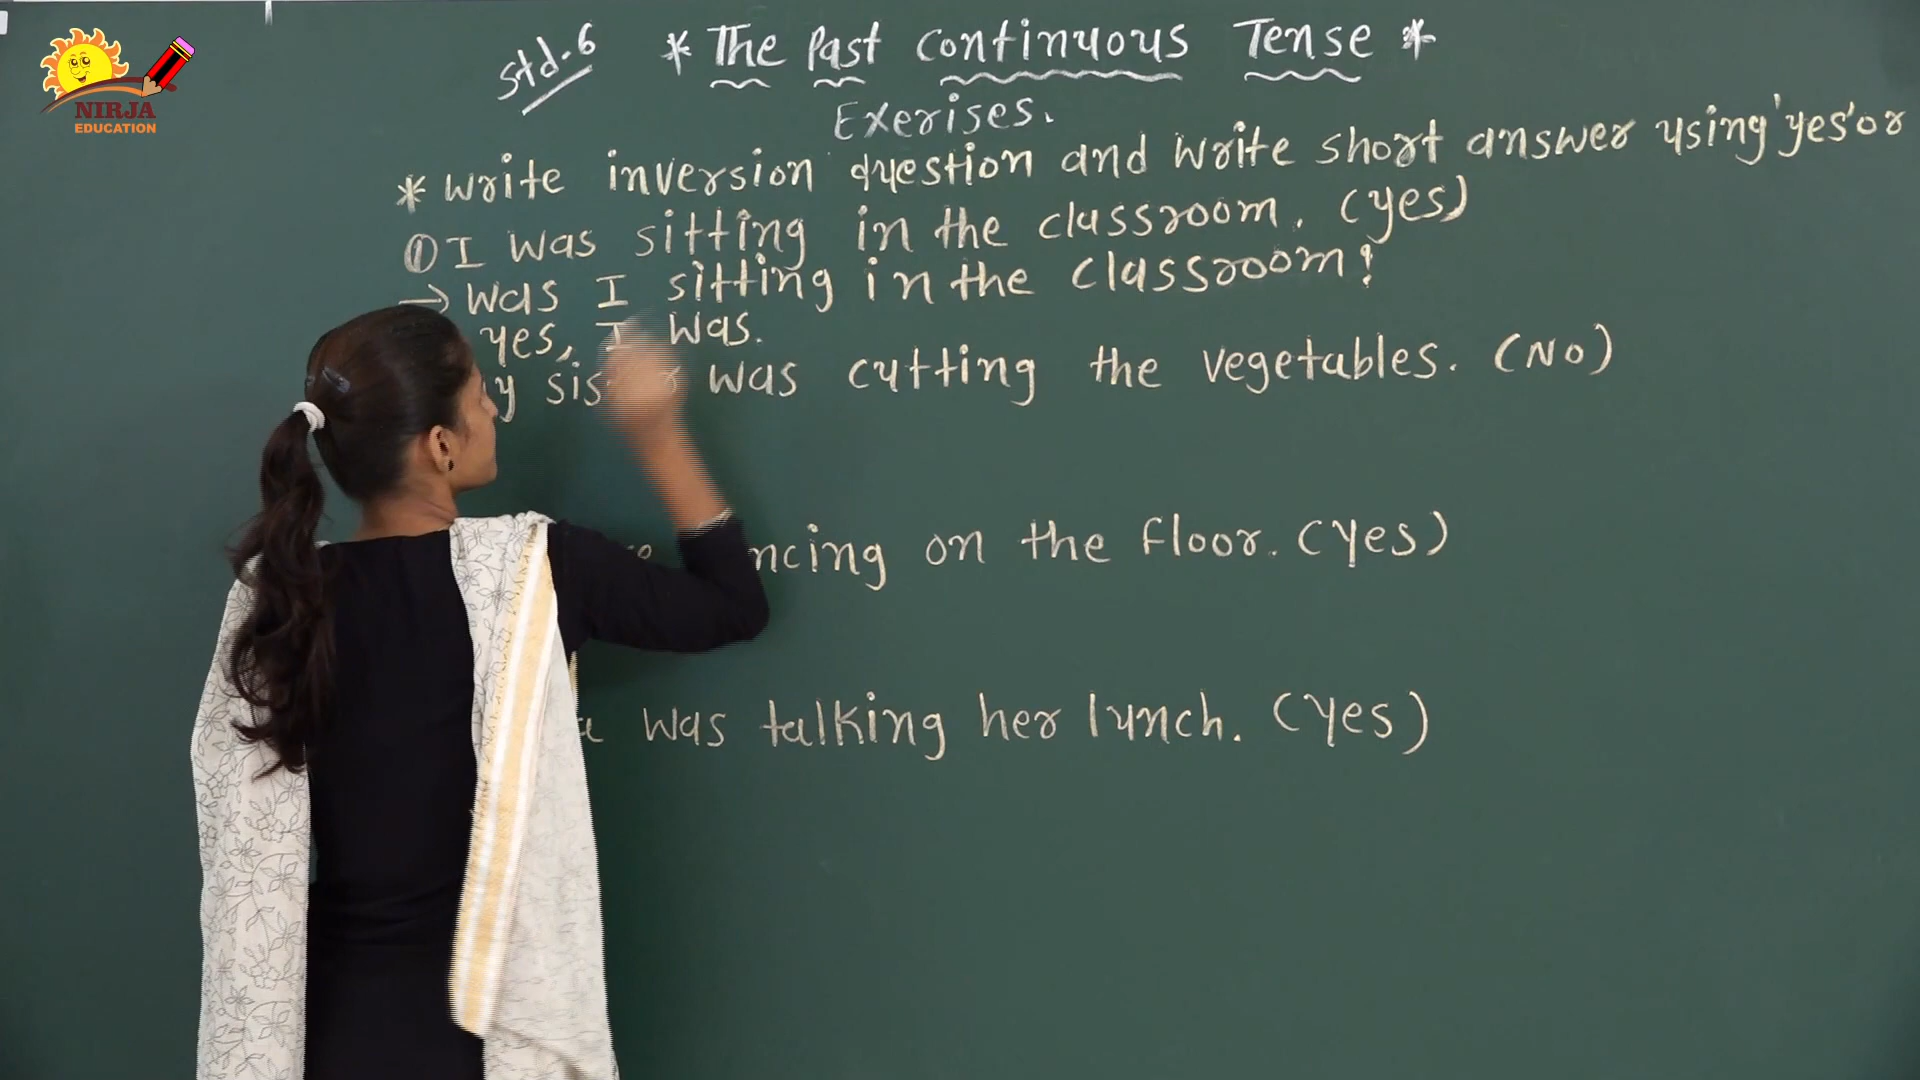 NIRJA
EDUCATION
Std-6
* The Past Continuous Tense *
Exerises.
* Write inversion question and write short answer using 'yes' or
① I was sitting in the classroom. (yes)
→ Was I sitting in the classroom?
yes, I was.
was cutting the vegetables. (No)
on the floor. (Yes)
was talking her lunch. (Yes)